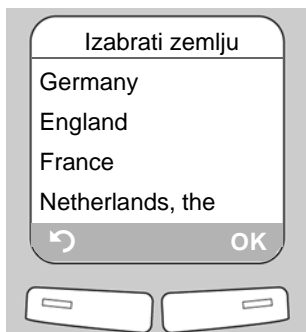 Izabrati zemlju
Germany
England
France
Netherlands, the
OK